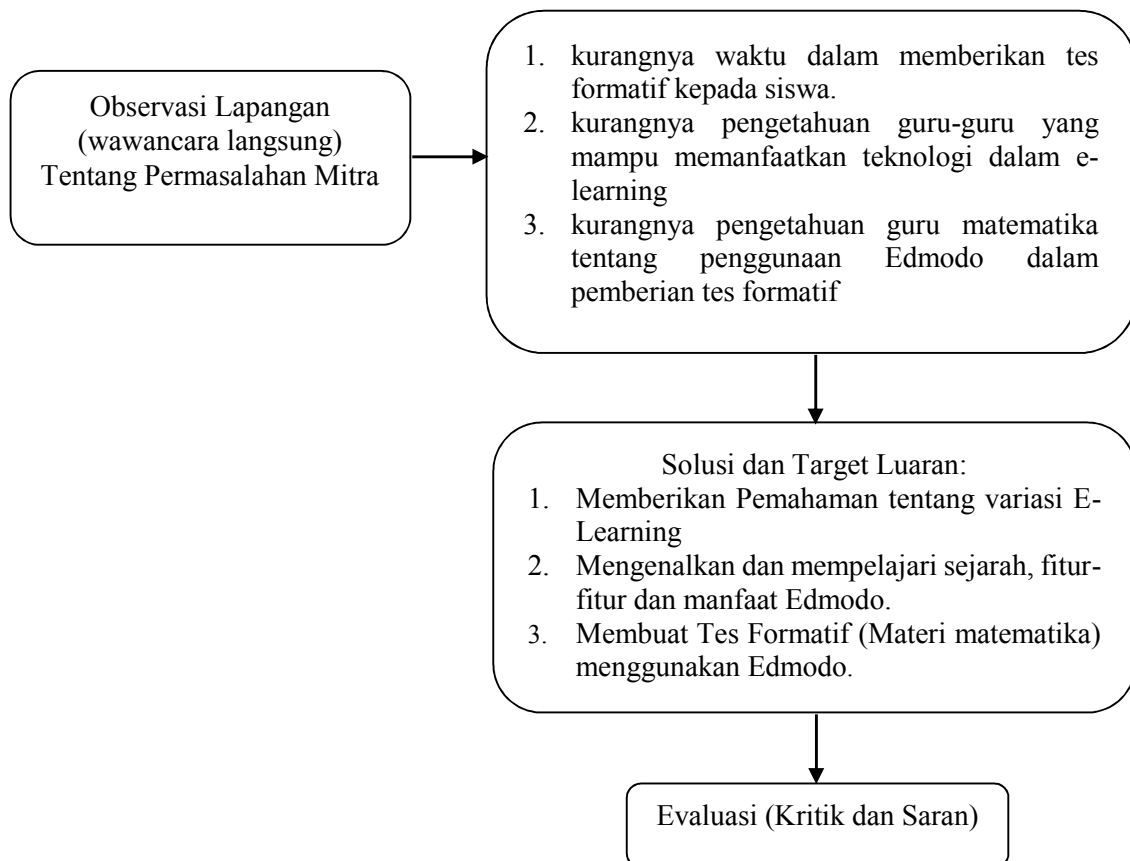 Observasi Lapangan
(wawancara langsung)
Tentang Permasalahan Mitra
1. kurangnya waktu dalam memberikan tes
formatif kepada siswa.
2. kurangnya pengetahuan guru-guru yang
mampu memanfaatkan teknologi dalam e-
learning
3. kurangnya pengetahuan guru matematika
tentang penggunaan Edmodo dalam
pemberian tes formatif
Solusi dan Target Luaran:
1. Memberikan Pemahaman tentang variasi E-
Learning
2. Mengenalkan dan mempelajari sejarah, fitur-
fitur dan manfaat Edmodo.
3. Membuat Tes Formatif (Materi matematika)
menggunakan Edmodo.
Evaluasi (Kritik dan Saran)